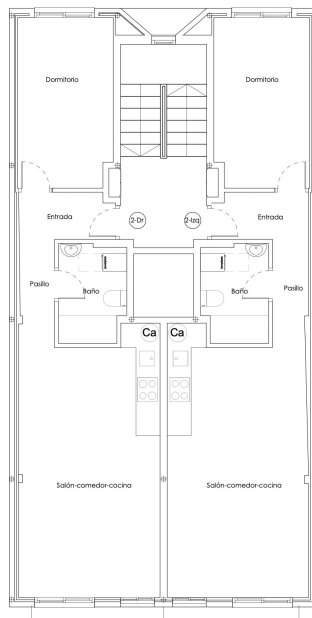 Dormitorio
Dormitorio
Entrada
2-Dr
2-Izq
Entrada
Pasillo
Baño
Baño
Pasillo
Ca
Ca
Salón-comedor-cocina
Salón-comedor-cocina